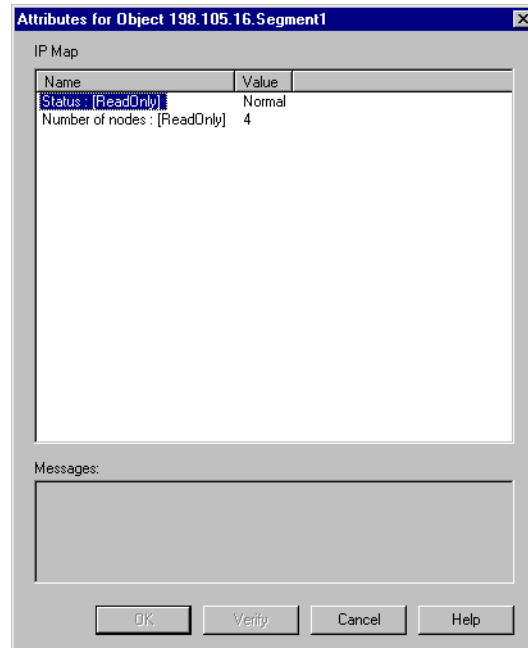 Attributes for Object 198.105.16.Segment1
IP Map
Name Value
Status : [ReadOnly] Normal
Number of nodes : [ReadOnly] 4
Messages:
OK Verify Cancel Help